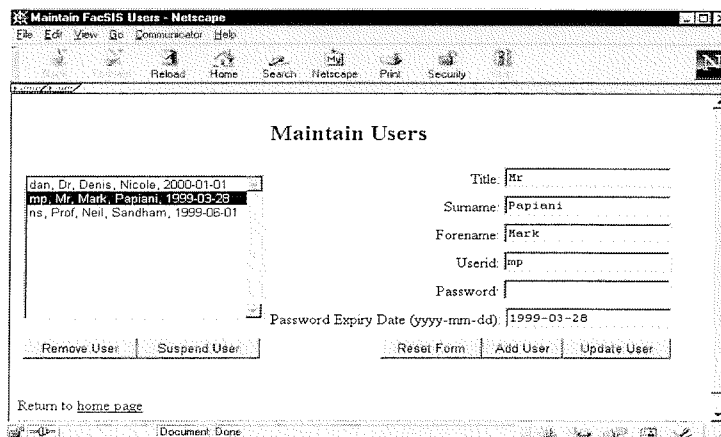 Maintain FacSIS Users - Netscape
File Edit View Go Communicator Help
Reload Home Search Netscape Print Security
Maintain Users
dan, Dr, Denis, Nicole, 2000-01-01
mp, Mr, Mark, Papiani, 1999-03-28
ns, Prof, Neil, Sandham, 1999-06-01
Title: Mr
Surname: Papiani
Forename: Mark
Userid: mp
Password:
Password Expiry Date (yyyy-mm-dd): 1999-03-28
Remove User Suspend User Reset Form Add User Update User
Return to home page
Document: Done